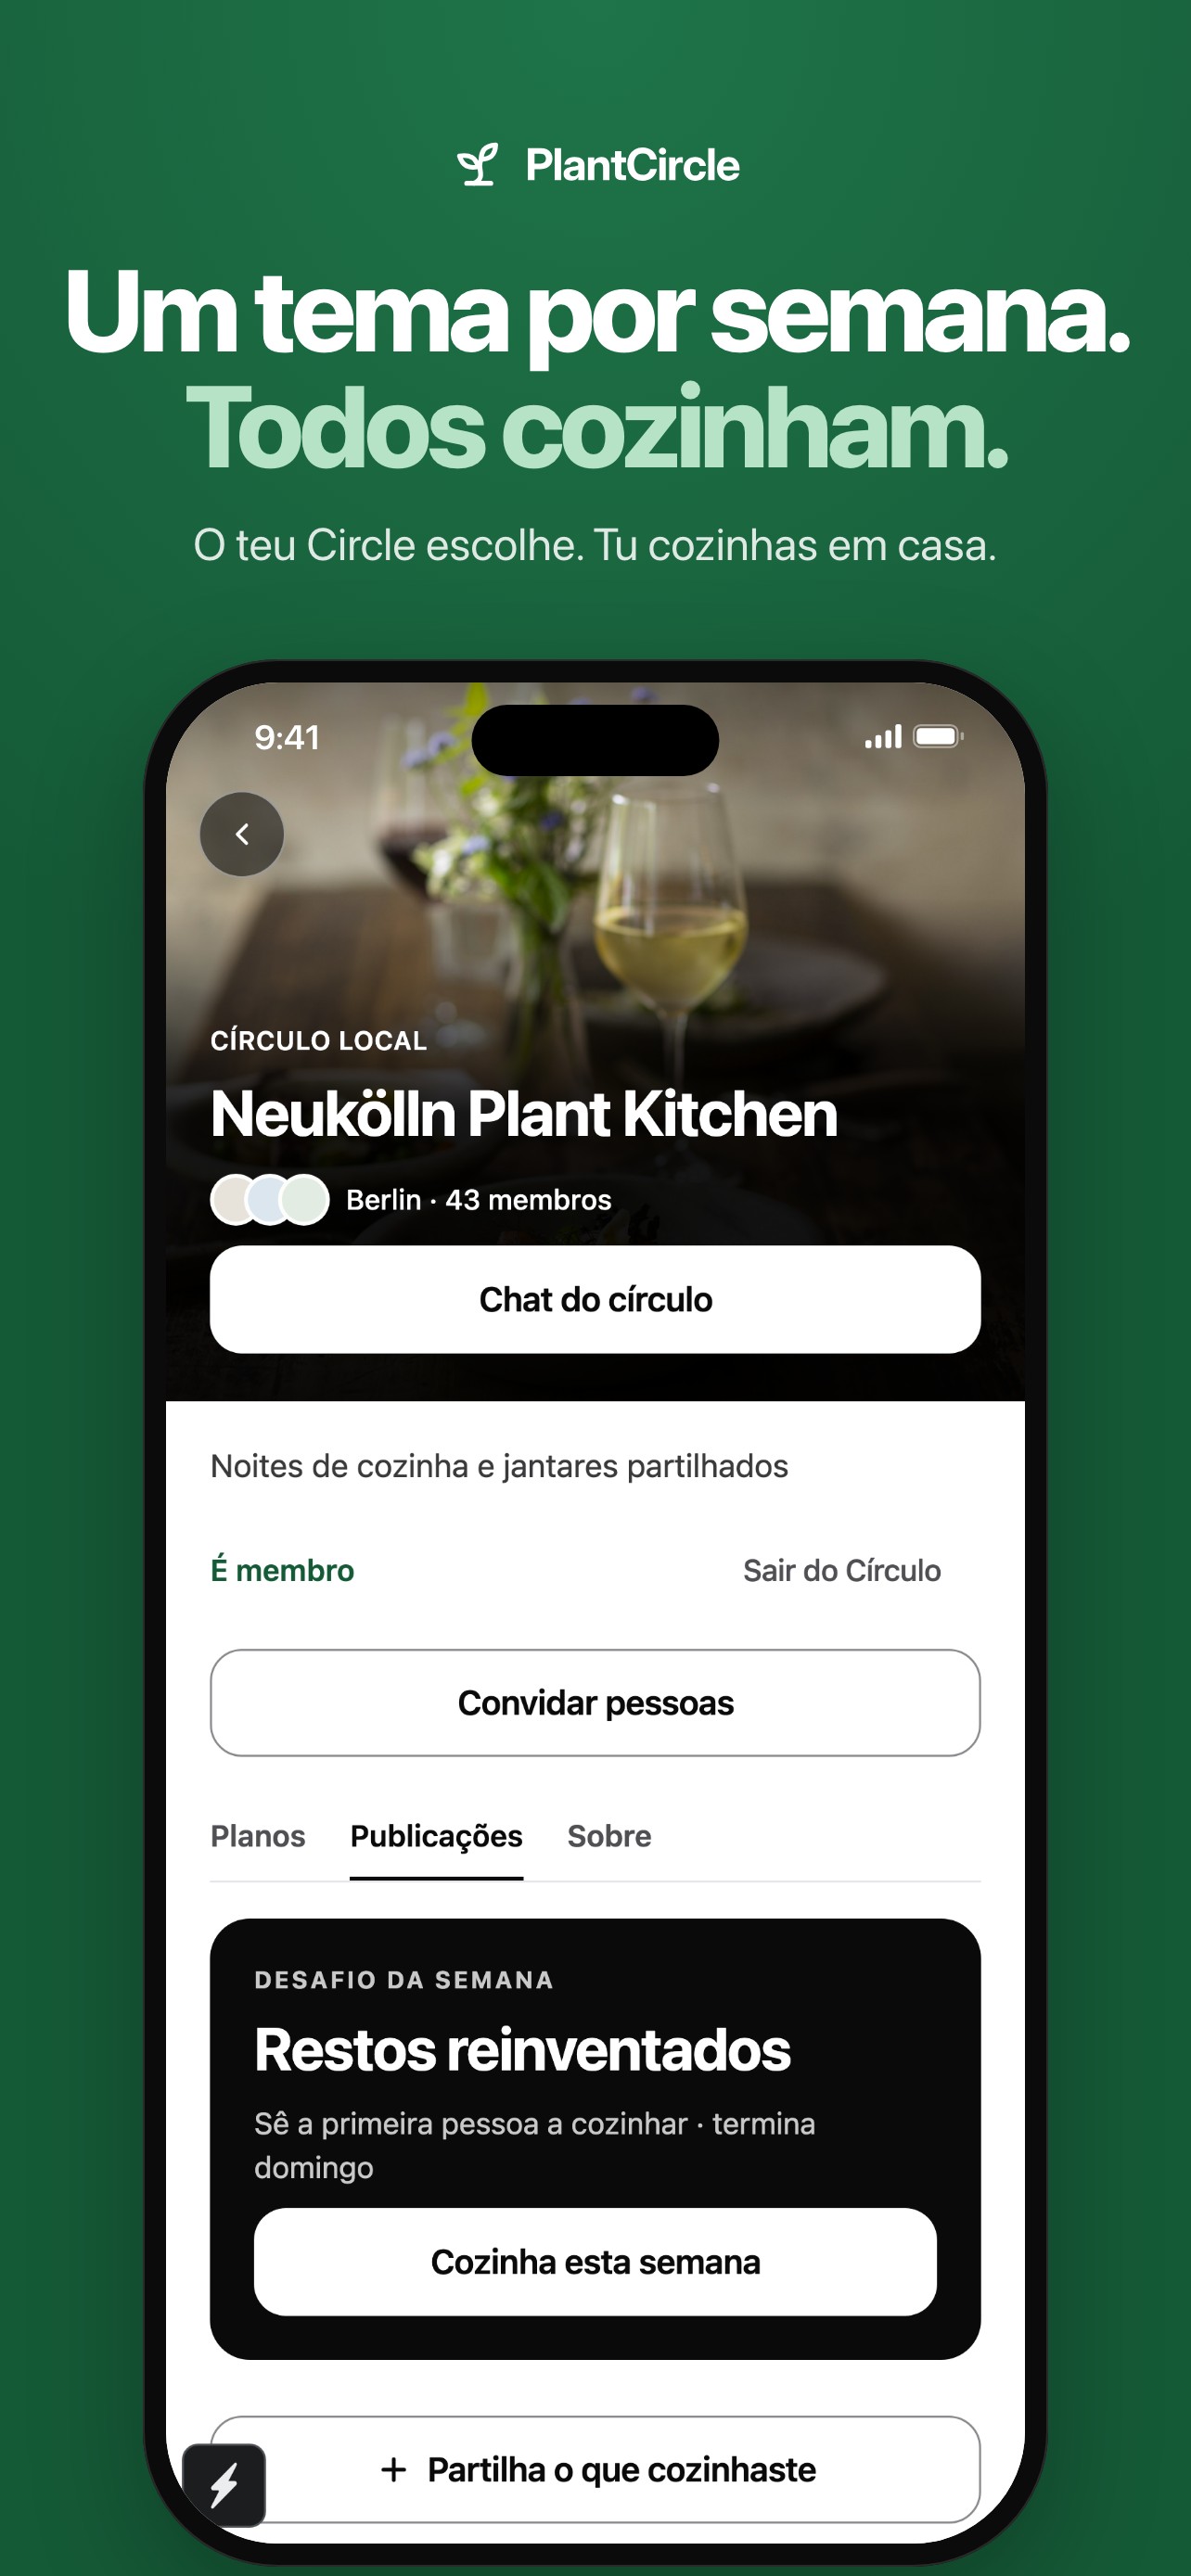 PlantCircle
Um tema por semana.
Todos cozinham.
O teu Circle escolhe. Tu cozinhas em casa.
9:41
CÍRCULO LOCAL
Neukölln Plant Kitchen
Berlin · 43 membros
Chat do círculo
Noites de cozinha e jantares partilhados
É membro
Sair do Círculo
Convidar pessoas
Planos
Publicações
Sobre
DESAFIO DA SEMANA
Restos reinventados
Sê a primeira pessoa a cozinhar · termina
domingo
Cozinha esta semana
+ Partilha o que cozinhaste